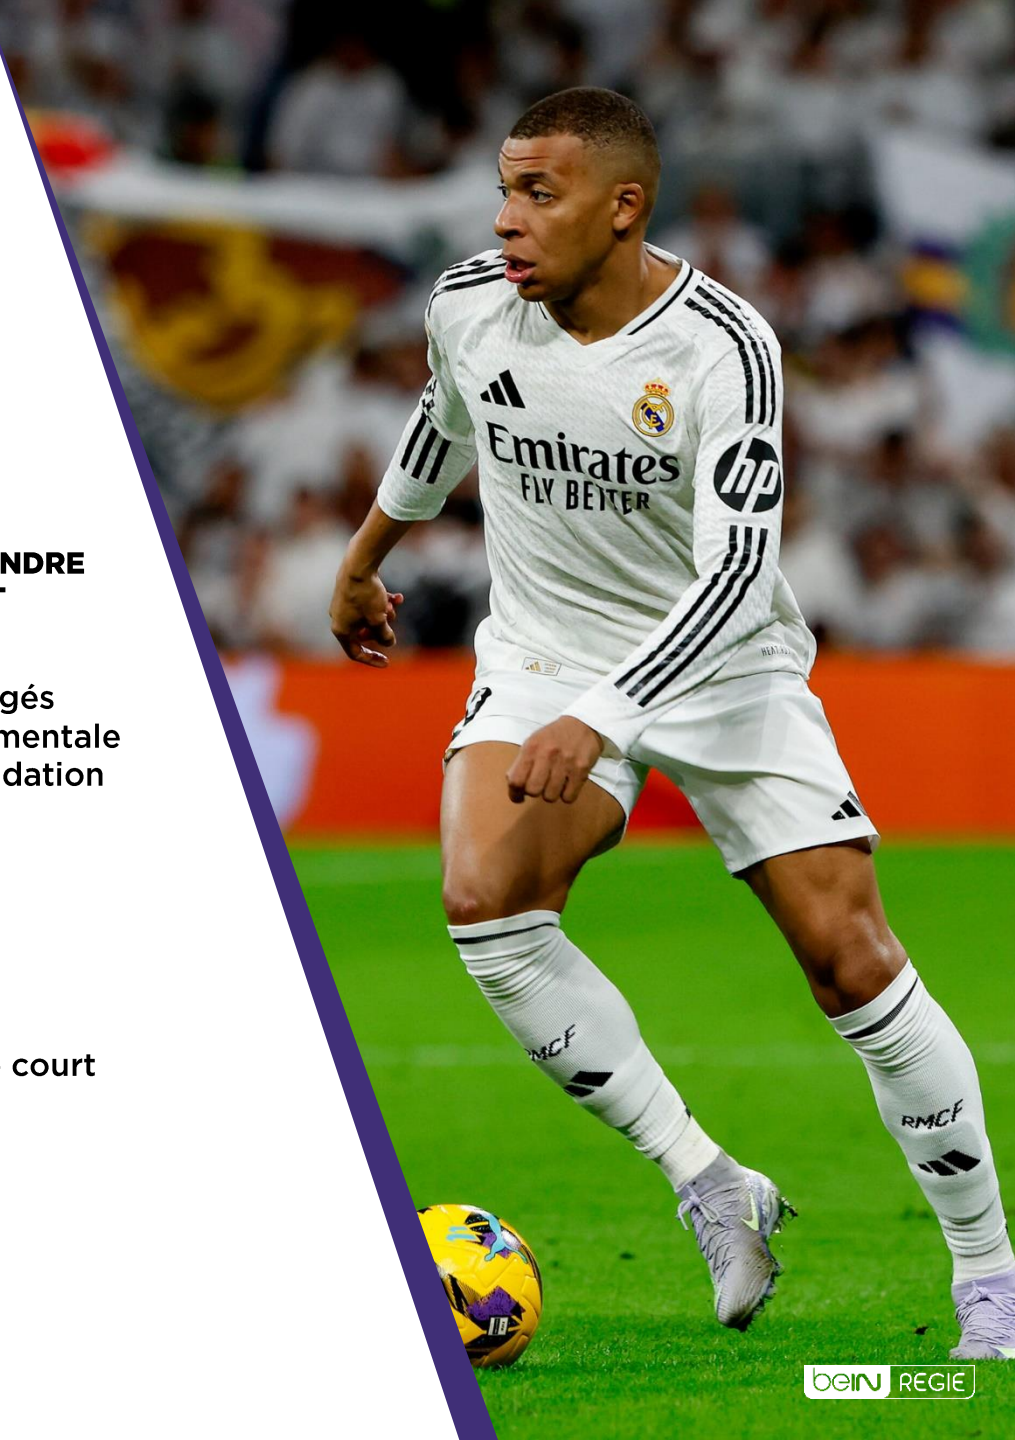 NDRE
gés
mentale
dation
court
Emirates
FLY BETTER
hp
RMCF
RMCF
beIN REGIE